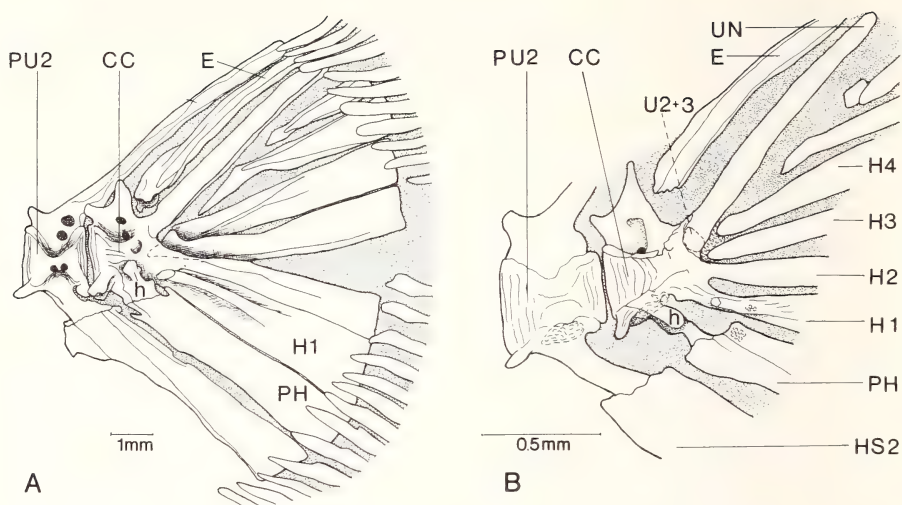 PU2 CC E
h
H1
PH
1mm
A
UN
E
PU2 CC
U2+3
H4
H3
H2
h
H1
PH
0.5mm
HS2
B